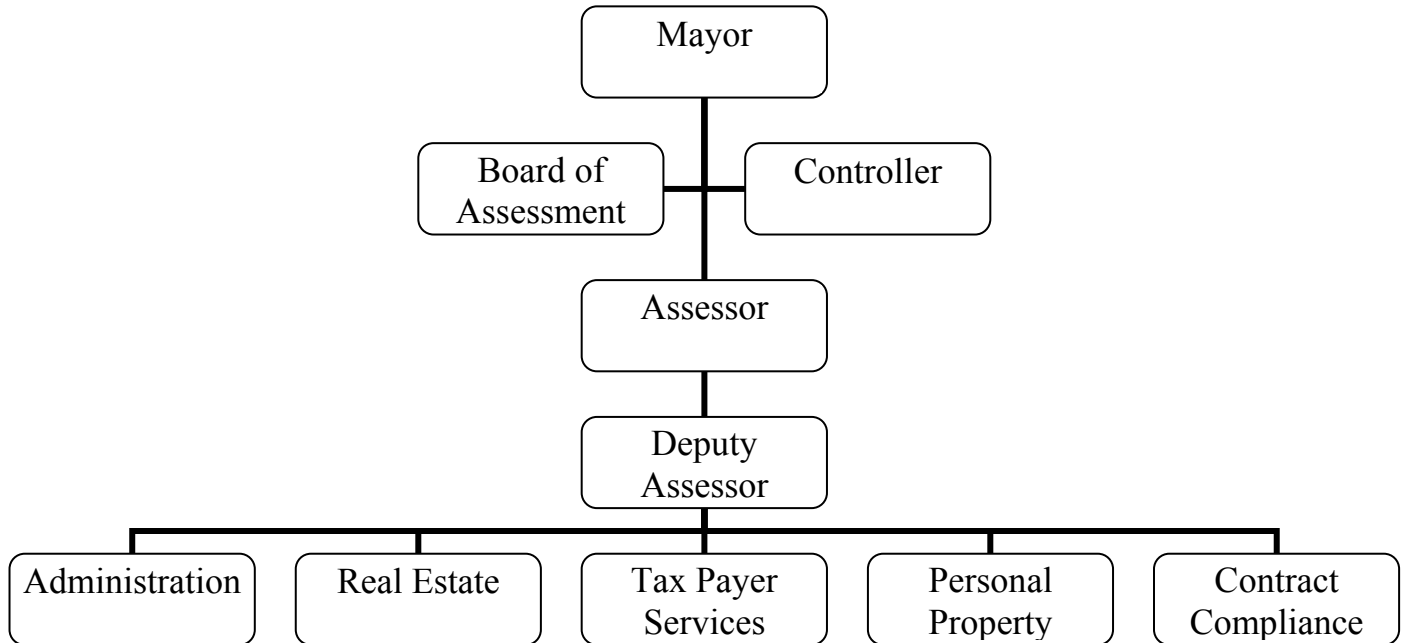 Mayor
Board of
Assessment
Controller
Assessor
Deputy
Assessor
Administration
Real Estate
Tax Payer
Services
Personal
Property
Contract
Compliance